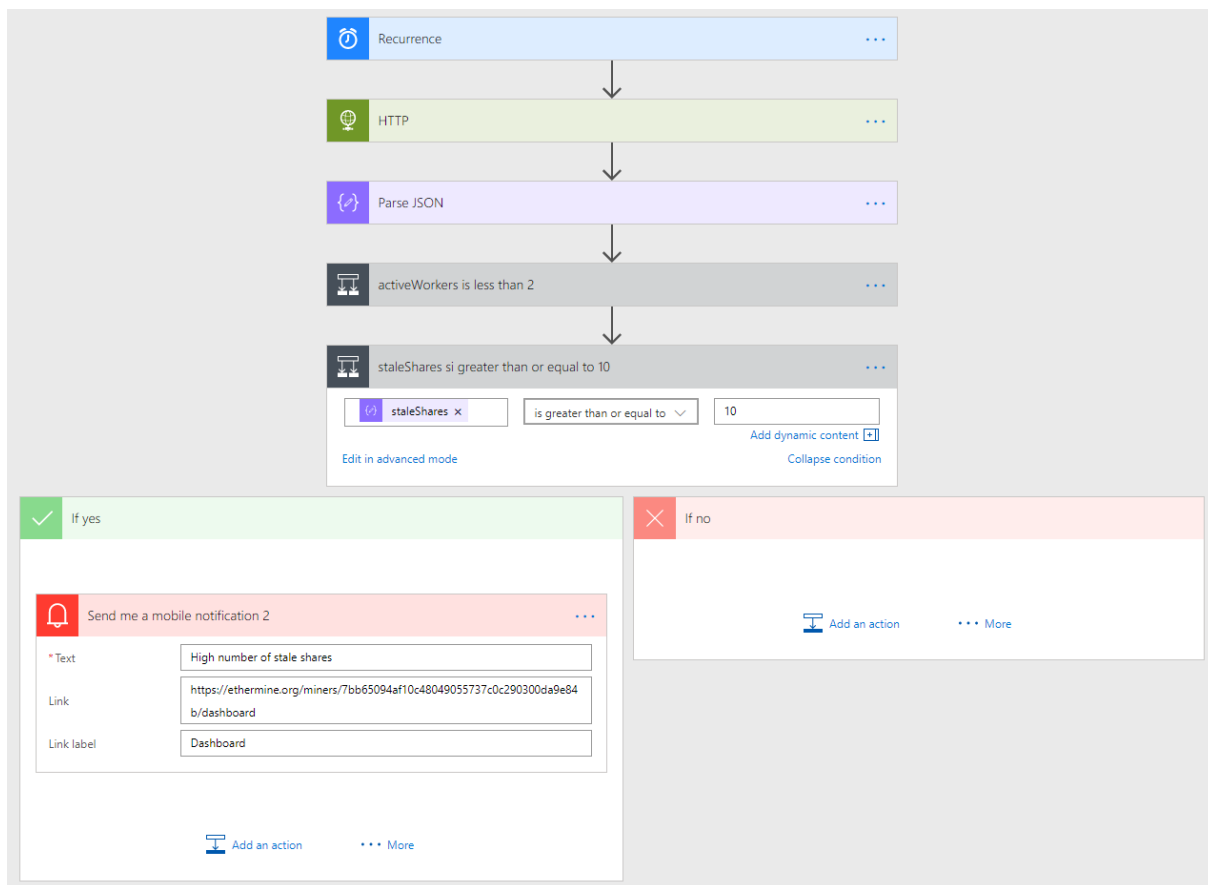 Recurrence
HTTP
Parse JSON
activeWorkers is less than 2
staleShares si greater than or equal to 10
staleShares × is greater than or equal to 10
Add dynamic content
Edit in advanced mode Collapse condition
If yes If no
Send me a mobile notification 2
Add an action ••• More
* Text High number of stale shares
Link https://ethermine.org/miners/7bb65094af10c48049055737c0c290300da9e84
b/dashboard
Link label Dashboard
Add an action ••• More